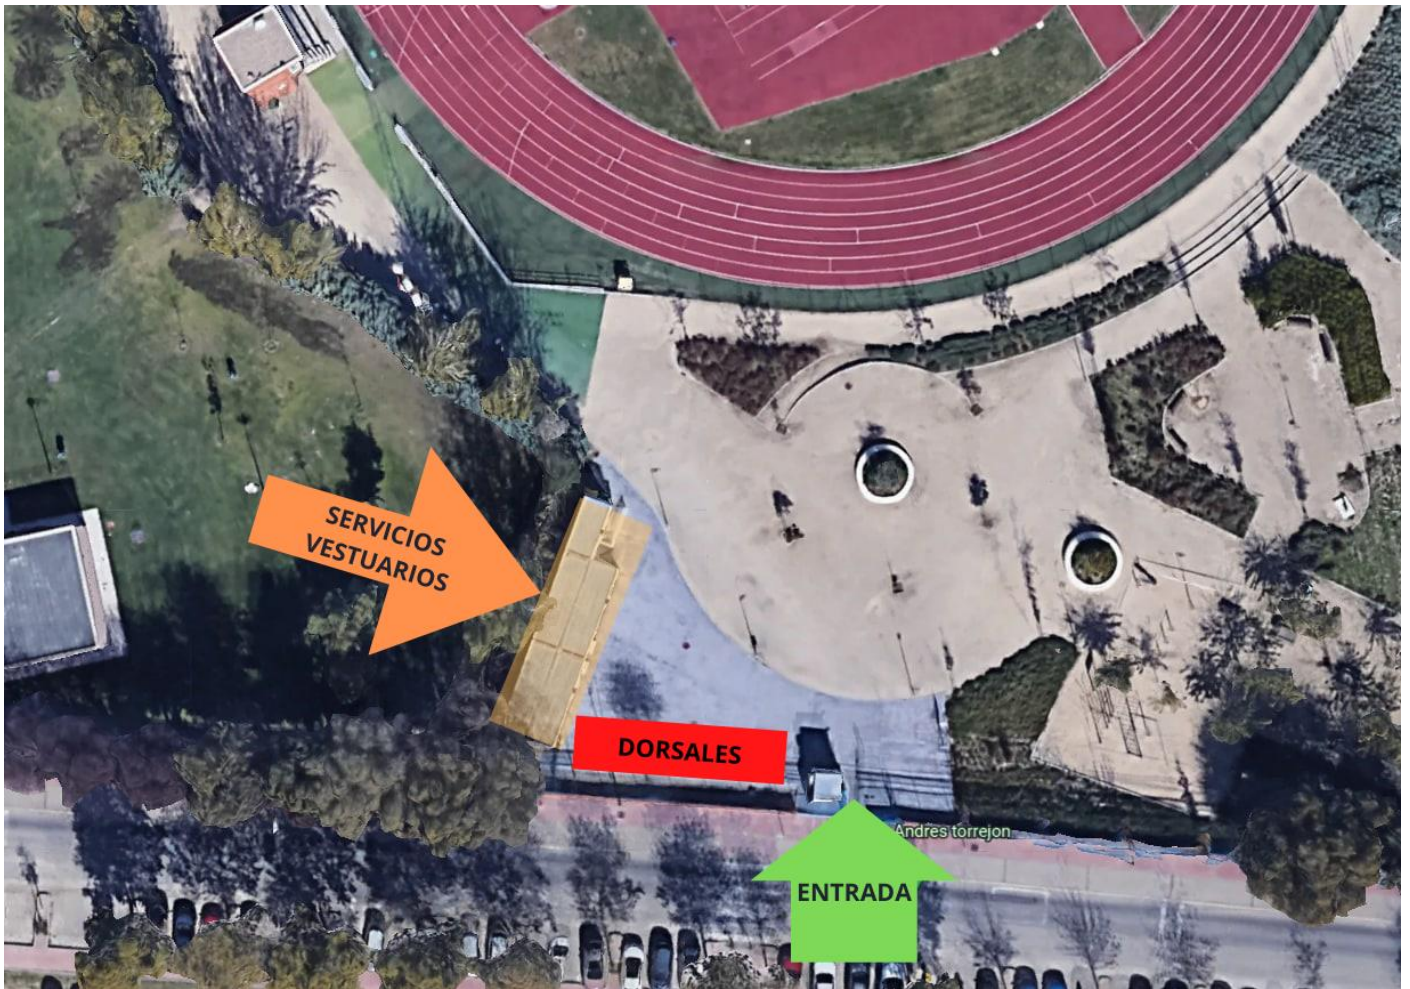 SERVICIOS
VESTUARIOS
DORSALES
Andres torrejon
ENTRADA